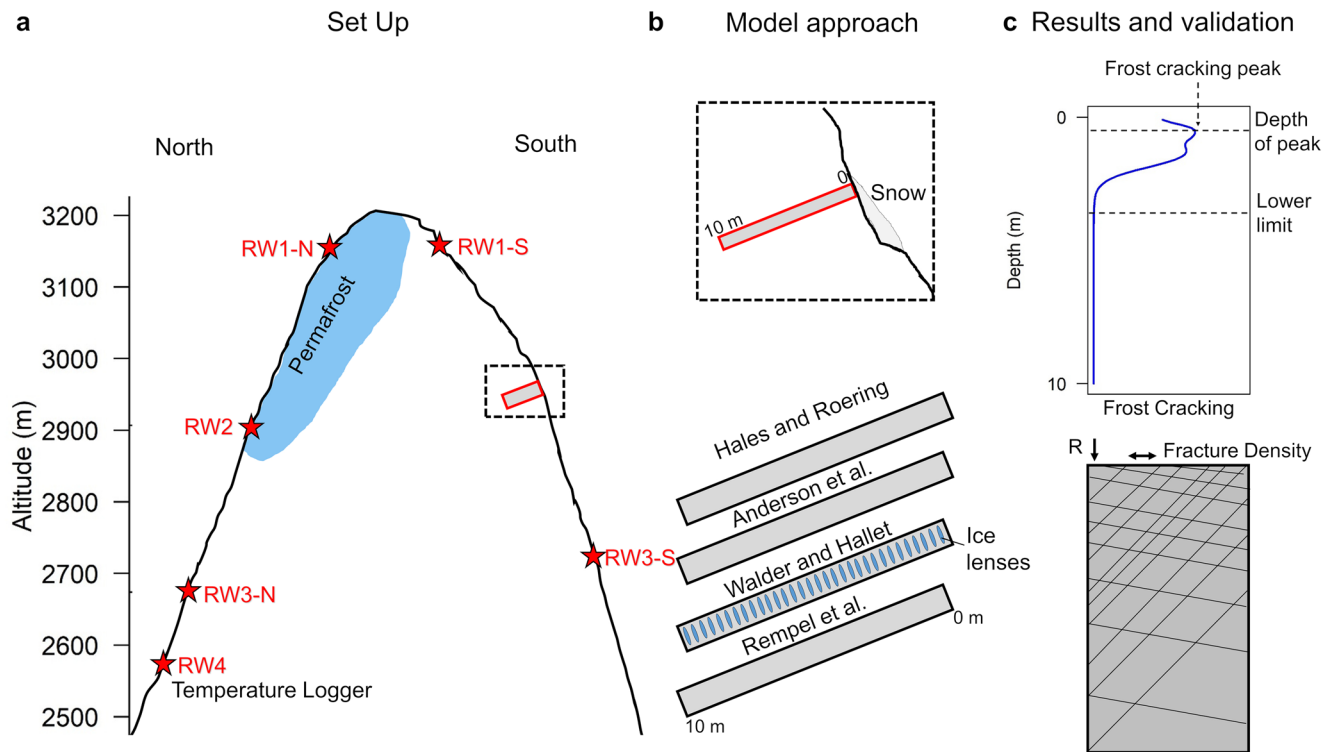 a
Set Up
North
South
3200
3100
3000
2900
2800
2700
2600
2500
Altitude (m)
RW1-N
RW1-S
Permafrost
RW2
RW3-S
RW3-N
RW4
Temperature Logger
b
Model approach
0
Snow
10 m
Hales and Roering
Anderson et al.
Walder and Hallet
Ice
lenses
Rempel et al.
0 m
10 m
c
Results and validation
Frost cracking peak
0
Depth
of peak
Lower
limit
Depth (m)
10
Frost Cracking
R
Fracture Density